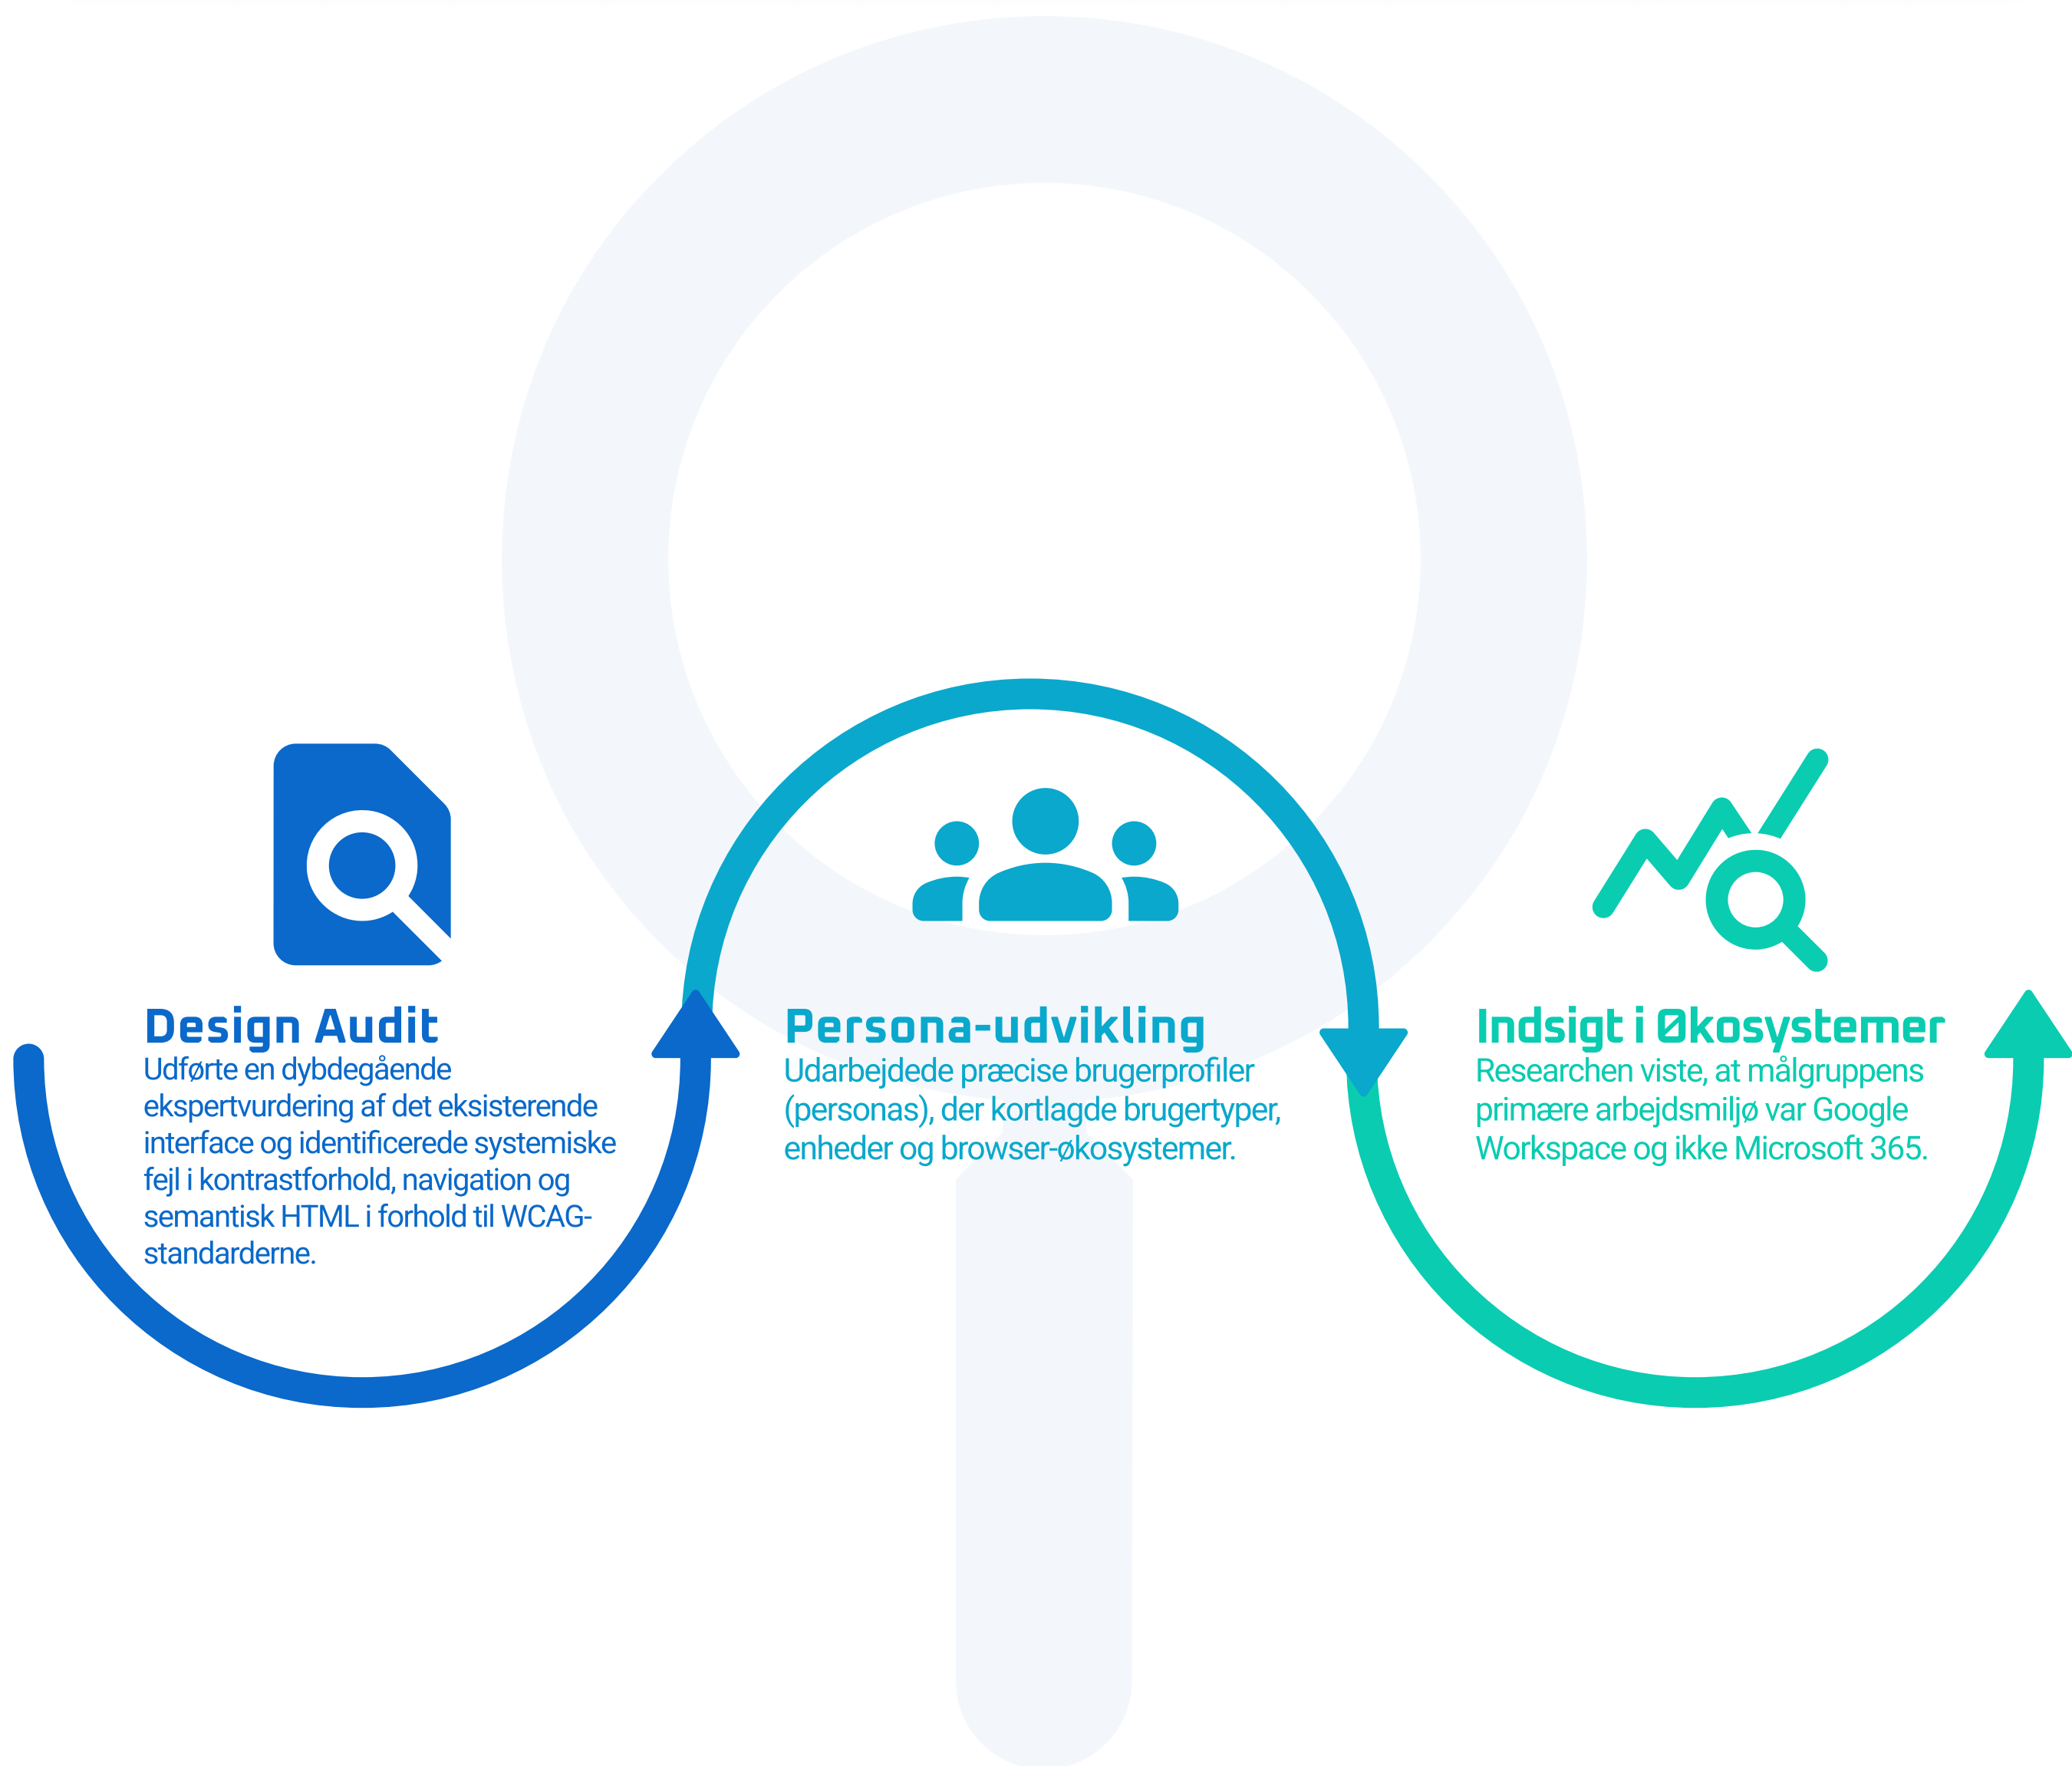 Design Audit
Udførte en dybdegående
ekspertvurdering af det eksisterende
interface og identificerede systemiske
fejl i kontrastforhold, navigation og
semantisk HTML i forhold til WCAG-
standarderne.
Persona-udvikling
Udarbejdede præcise brugerprofiler
(personas), der kortlagde brugertyper,
enheder og browser-økosystemer.
Indsigt i Økosystemer
Researchen viste, at målgruppens
primære arbejdsmiljø var Google
Workspace og ikke Microsoft 365.